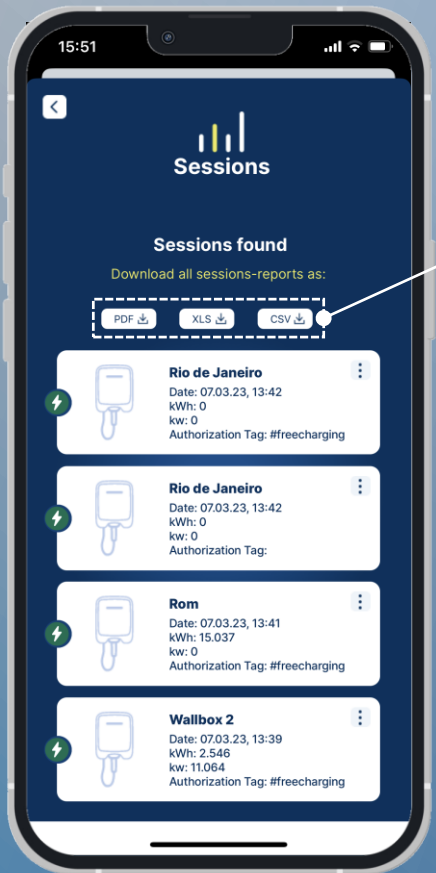 15:51
Sessions
Sessions found
Download all sessions-reports as:
PDF XLS CSV
Rio de Janeiro
Date: 07.03.23, 13:42
kWh: 0
kw: 0
Authorization Tag: #freecharging
Rio de Janeiro
Date: 07.03.23, 13:42
kWh: 0
kw: 0
Authorization Tag:
Rom
Date: 07.03.23, 13:41
kWh: 15.037
kw: 0
Authorization Tag: #freecharging
Wallbox 2
Date: 07.03.23, 13:39
kWh: 2.546
kw: 11.064
Authorization Tag: #freecharging